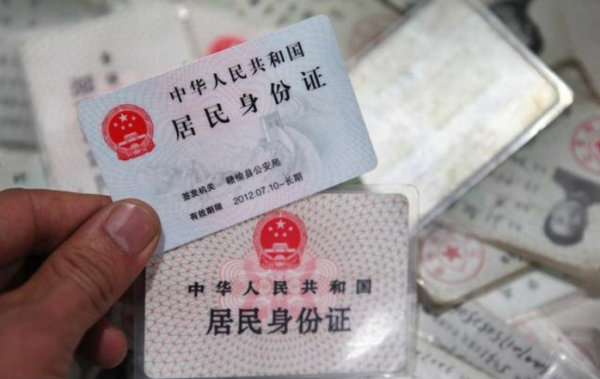 中华人民共和国
居民身份证
签发机关 赣榆县公安局
有效期限 2012.07.10-长期
中华人民共和国
居民身份证